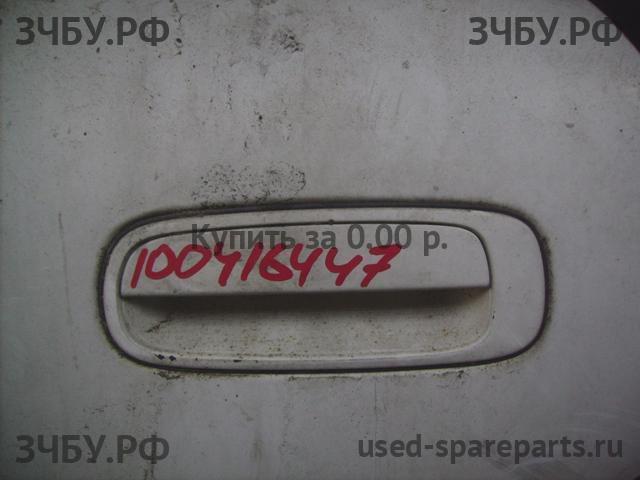 ЗЧБУ.РФ ЗЧБУ.РФ
Купить за 0.00 р.
100416447
ЗЧБУ.РФ used-spareparts.ru